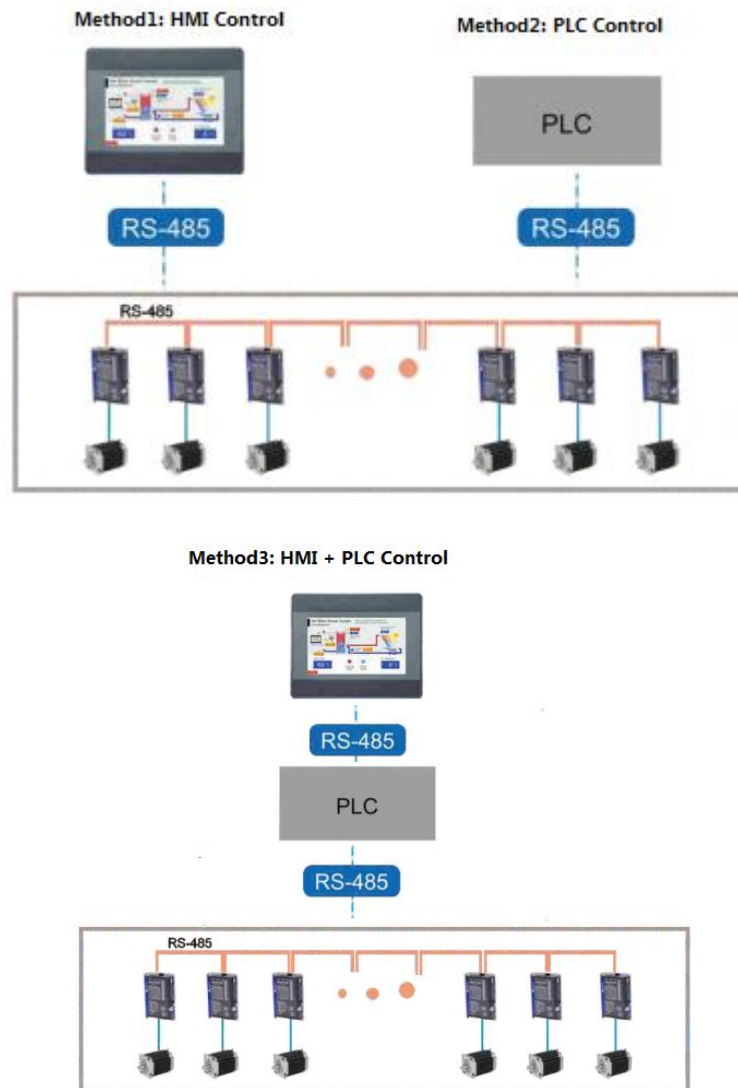 Method1: HMI Control
Method2: PLC Control
PLC
RS-485
RS-485
RS-485
Method3: HMI + PLC Control
RS-485
PLC
RS-485
RS-485